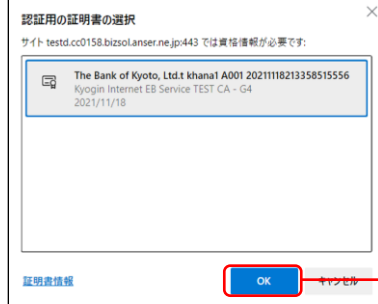 認証用の証明書の選択
サイト testd.cc0158.bizsol.anser.ne.jp:443 では資格情報が必要です:
The Bank of Kyoto, Ltd.t khana1 A001 20211118213358515556
Kyogin Internet EB Service TEST CA - G4
2021/11/18
証明書情報
OK
キャンセル